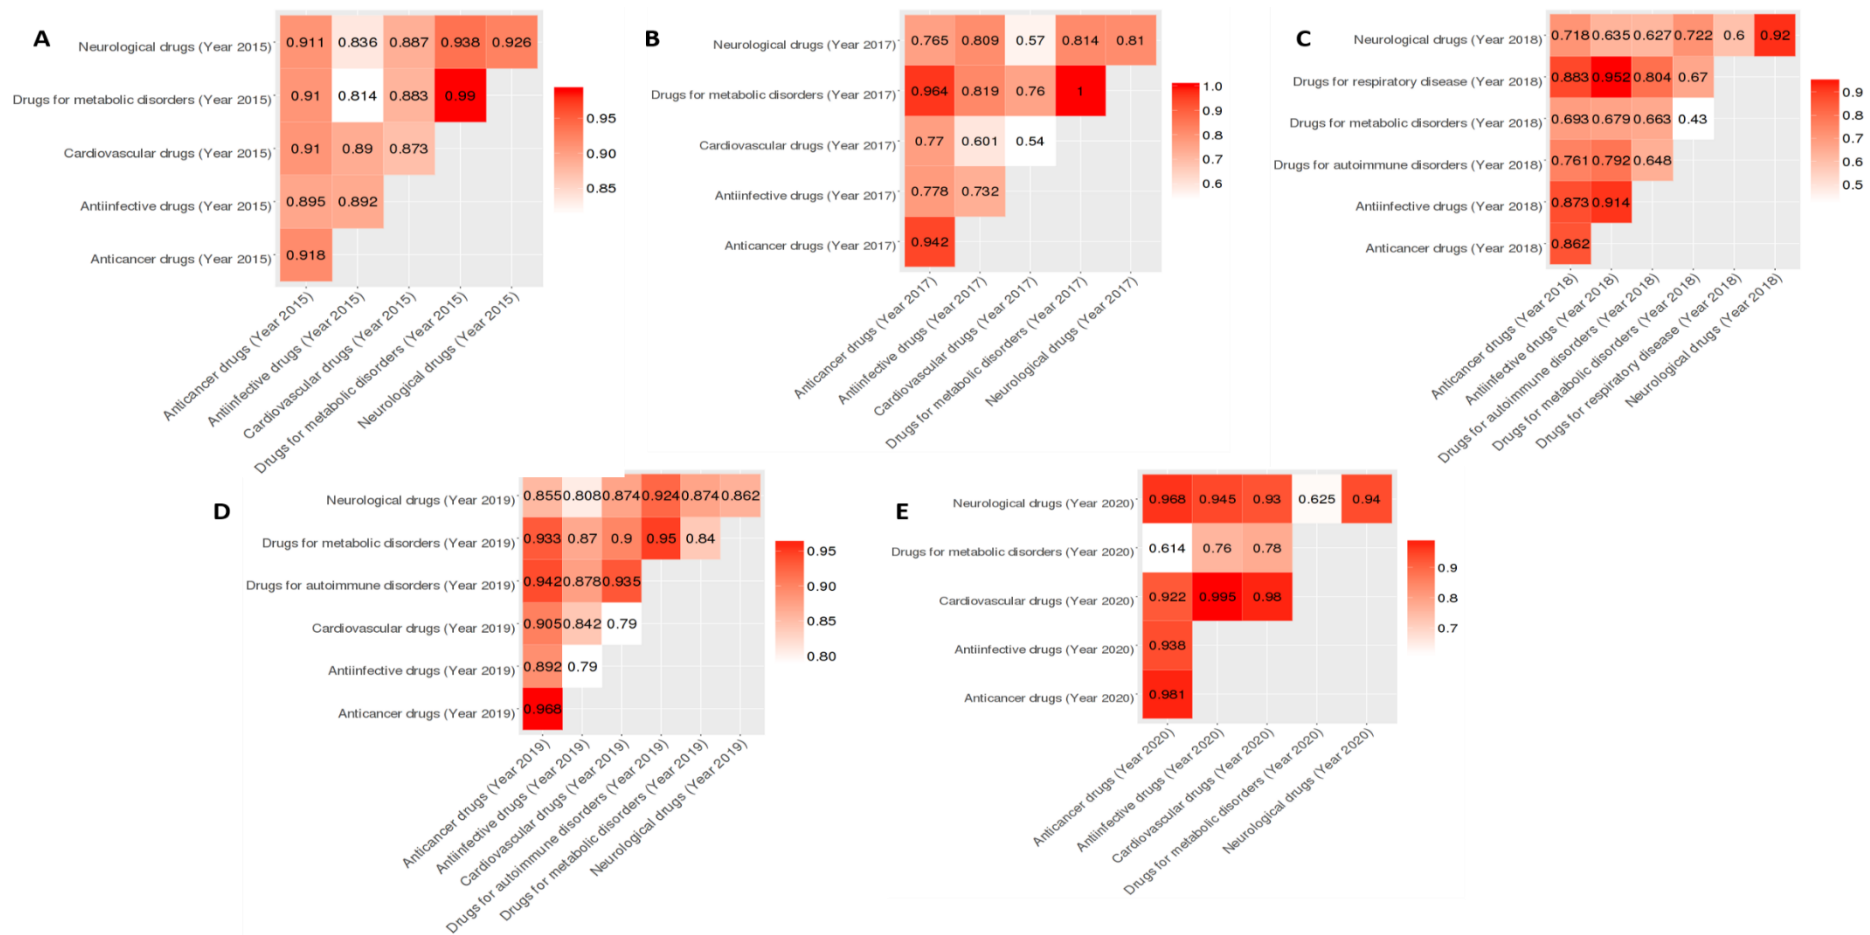 A
Neurological drugs (Year 2015) 0.911 0.836 0.887 0.938 0.926
Drugs for metabolic disorders (Year 2015) 0.91 0.814 0.883 0.99
Cardiovascular drugs (Year 2015) 0.91 0.89 0.873
Antiinfective drugs (Year 2015) 0.895 0.892
Anticancer drugs (Year 2015) 0.918
Anticancer drugs (Year 2015)
Antiinfective drugs (Year 2015)
Cardiovascular drugs (Year 2015)
Drugs for metabolic disorders (Year 2015)
Neurological drugs (Year 2015)
0.95
0.90
0.85
B
Neurological drugs (Year 2017) 0.765 0.809 0.57 0.814 0.81
Drugs for metabolic disorders (Year 2017) 0.964 0.819 0.76 1
Cardiovascular drugs (Year 2017) 0.77 0.601 0.54
Antiinfective drugs (Year 2017) 0.778 0.732
Anticancer drugs (Year 2017) 0.942
Anticancer drugs (Year 2017)
Antiinfective drugs (Year 2017)
Cardiovascular drugs (Year 2017)
Drugs for metabolic disorders (Year 2017)
Neurological drugs (Year 2017)
1.0
0.9
0.8
0.7
0.6
C
Neurological drugs (Year 2018) 0.718 0.635 0.627 0.722 0.6 0.92
Drugs for respiratory disease (Year 2018) 0.883 0.952 0.804 0.67
Drugs for metabolic disorders (Year 2018) 0.693 0.679 0.663 0.43
Drugs for autoimmune disorders (Year 2018) 0.761 0.792 0.648
Antiinfective drugs (Year 2018) 0.873 0.914
Anticancer drugs (Year 2018) 0.862
Anticancer drugs (Year 2018)
Antiinfective drugs (Year 2018)
Drugs for autoimmune disorders (Year 2018)
Drugs for metabolic disorders (Year 2018)
Drugs for respiratory disease (Year 2018)
Neurological drugs (Year 2018)
0.9
0.8
0.7
0.6
0.5
D
Neurological drugs (Year 2019) 0.855 0.808 0.874 0.924 0.874 0.862
Drugs for metabolic disorders (Year 2019) 0.933 0.87 0.9 0.95 0.84
Drugs for autoimmune disorders (Year 2019) 0.942 0.878 0.935
Cardiovascular drugs (Year 2019) 0.905 0.842 0.79
Antiinfective drugs (Year 2019) 0.892 0.79
Anticancer drugs (Year 2019) 0.968
Anticancer drugs (Year 2019)
Antiinfective drugs (Year 2019)
Cardiovascular drugs (Year 2019)
Drugs for autoimmune disorders (Year 2019)
Drugs for metabolic disorders (Year 2019)
Neurological drugs (Year 2019)
0.95
0.90
0.85
0.80
E
Neurological drugs (Year 2020) 0.968 0.945 0.93 0.625 0.94
Drugs for metabolic disorders (Year 2020) 0.614 0.76 0.78
Cardiovascular drugs (Year 2020) 0.922 0.995 0.98
Antiinfective drugs (Year 2020) 0.938
Anticancer drugs (Year 2020) 0.981
Anticancer drugs (Year 2020)
Antiinfective drugs (Year 2020)
Cardiovascular drugs (Year 2020)
Drugs for metabolic disorders (Year 2020)
Neurological drugs (Year 2020)
0.9
0.8
0.7